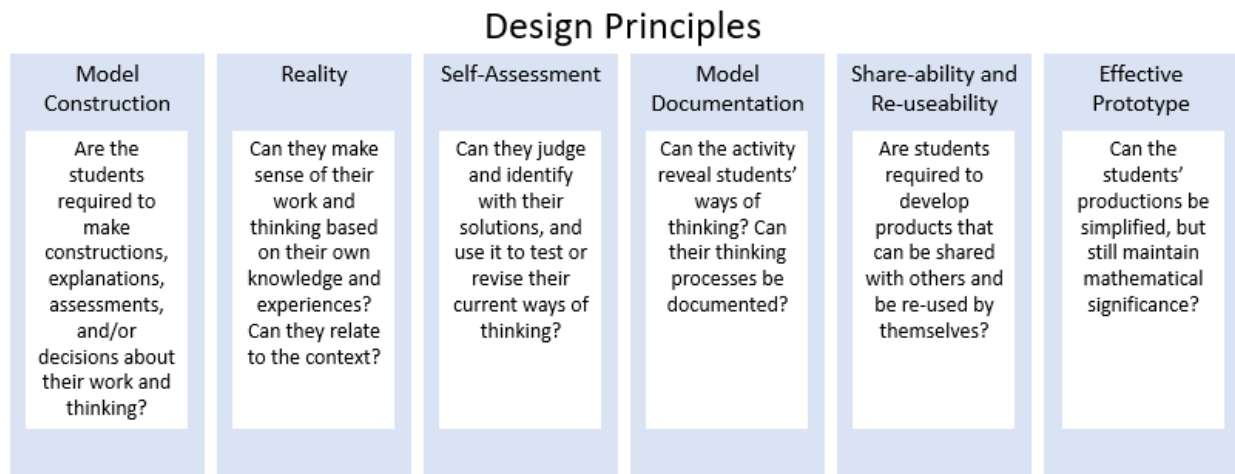 Design Principles
Model
Construction
Are the
students
required to
make
constructions,
explanations,
assessments,
and/or
decisions about
their work and
thinking?
Reality
Can they make
sense of their
work and
thinking based
on their own
knowledge and
experiences?
Can they relate
to the context?
Self-Assessment
Can they judge
and identify
with their
solutions, and
use it to test or
revise their
current ways of
thinking?
Model
Documentation
Can the activity
reveal students’
ways of
thinking? Can
their thinking
processes be
documented?
Share-ability and
Re-useability
Are students
required to
develop
products that
can be shared
with others and
be re-used by
themselves?
Effective
Prototype
Can the
students’
productions be
simplified, but
still maintain
mathematical
significance?